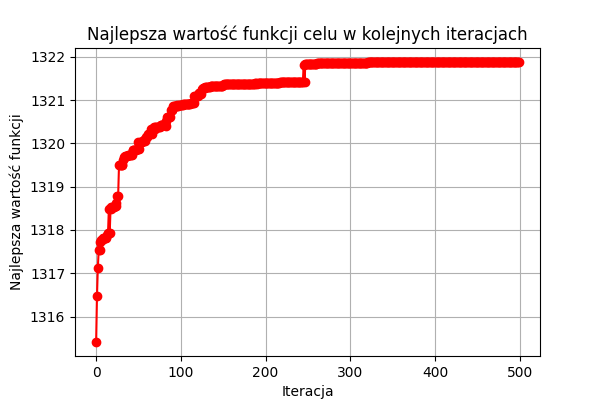 Najlepsza wartość funkcji celu w kolejnych iteracjach
1322
1321
1320
1319
1318
1317
1316
Najlepsza wartość funkcji
0 100 200 300 400 500
Iteracja